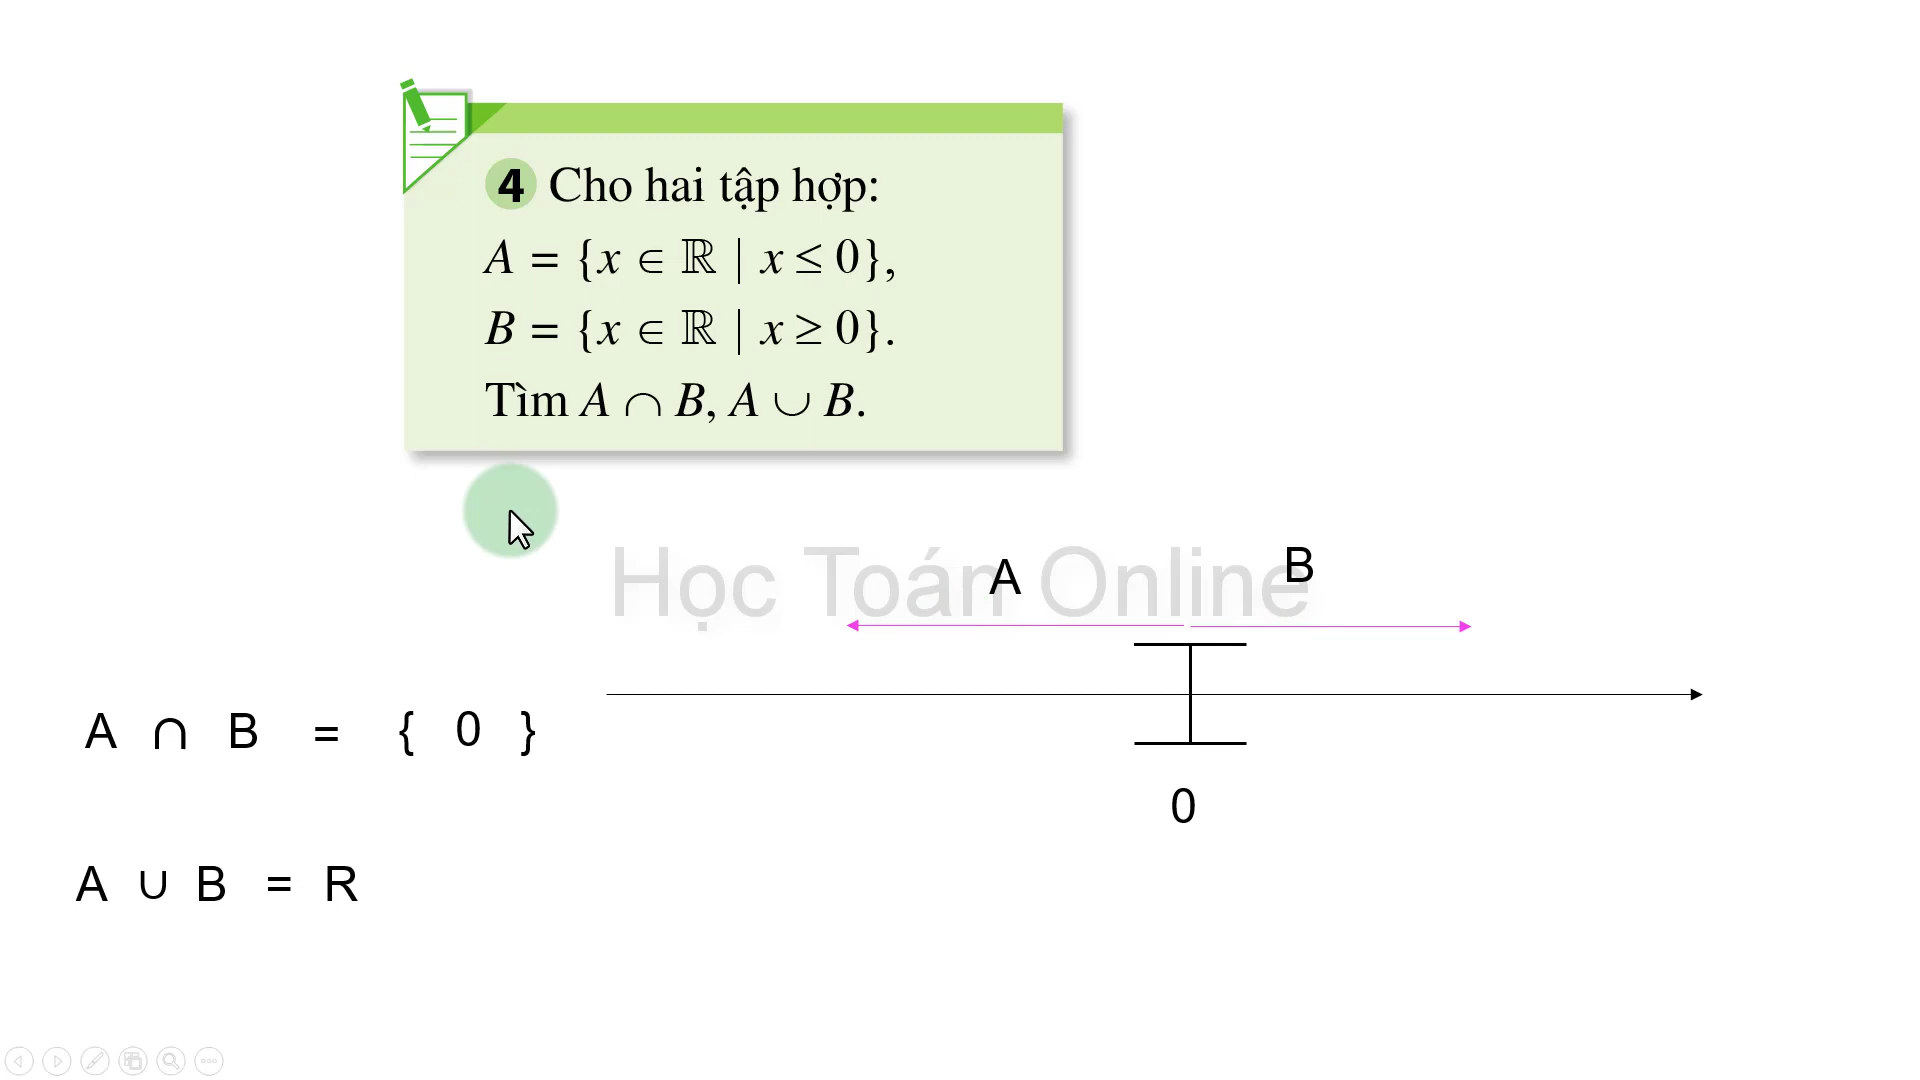 4 Cho hai tập hợp:
A = {x ∈ ℝ | x ≤ 0},
B = {x ∈ ℝ | x ≥ 0}.
Tìm A ∩ B, A ∪ B.
Học Toán Online
A
B
A ∩ B = { 0 }
0
A ∪ B = R